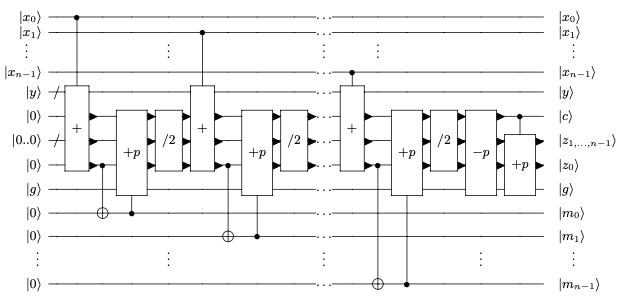 |x₀⟩ ··· |x₀⟩
|x₁⟩ ··· |x₁⟩
⋮ ⋮ ⋮ ⋮ ⋮
|xₙ₋₁⟩ ··· |xₙ₋₁⟩
|y⟩ ··· |y⟩
|0⟩ ··· |c⟩
|0..0⟩ + +p /2 + +p /2 ··· + +p /2 −p +p |z₁,...,ₙ₋₁⟩
|0⟩ ··· |z₀⟩
|g⟩ ··· |g⟩
|0⟩ ··· |m₀⟩
|0⟩ ··· |m₁⟩
⋮ ⋮ ⋮ ⋮ ⋮
|0⟩ ··· |mₙ₋₁⟩